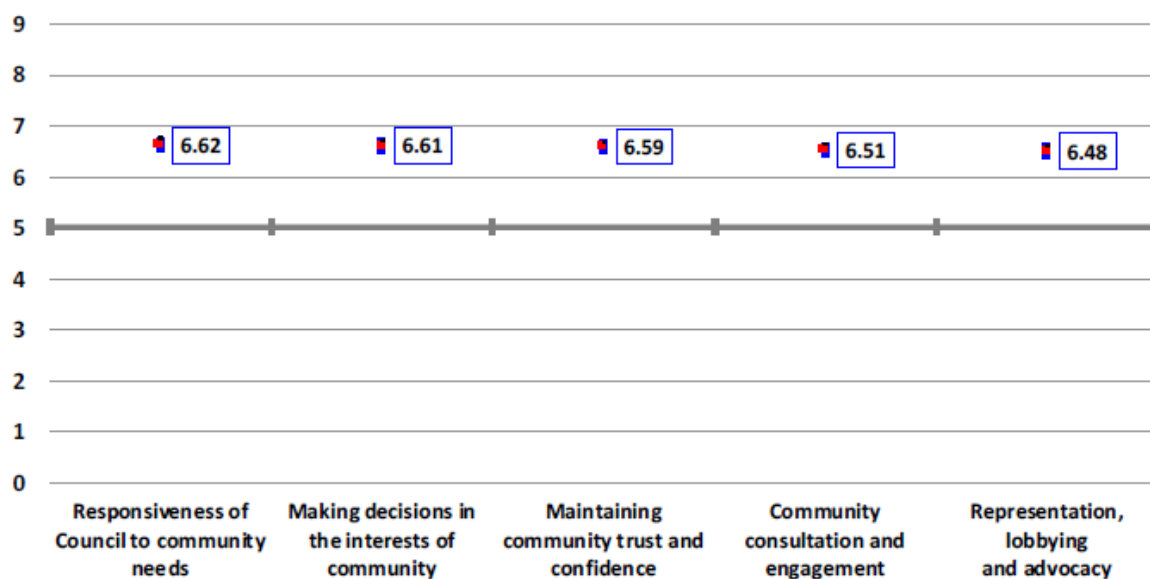 9
8
7
6.62
6.61
6.59
6.51
6.48
6
5
4
3
2
1
0
Responsiveness of
Council to community
needs
Making decisions in
the interests of
community
Maintaining
community trust and
confidence
Community
consultation and
engagement
Representation,
lobbying
and advocacy